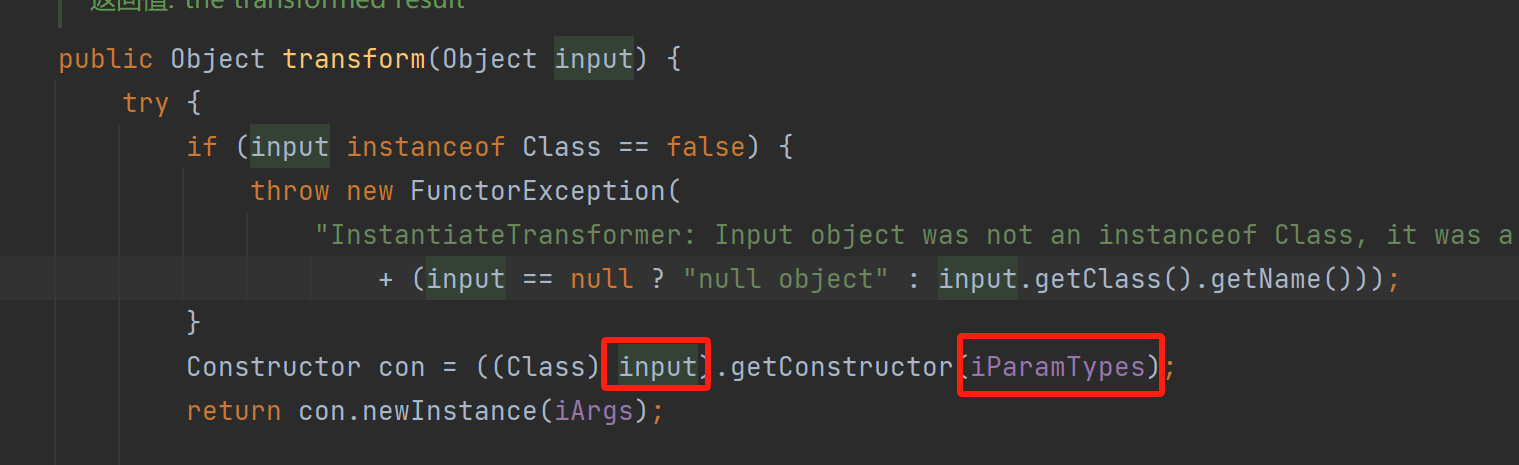 返回值: the transformed result
public Object transform(Object input) {
try {
if (input instanceof Class == false) {
throw new FunctorException(
"InstantiateTransformer: Input object was not an instanceof Class, it was a
+ (input == null ? "null object" : input.getClass().getName()));
}
Constructor con = ((Class) input).getConstructor(iParamTypes);
return con.newInstance(iArgs);